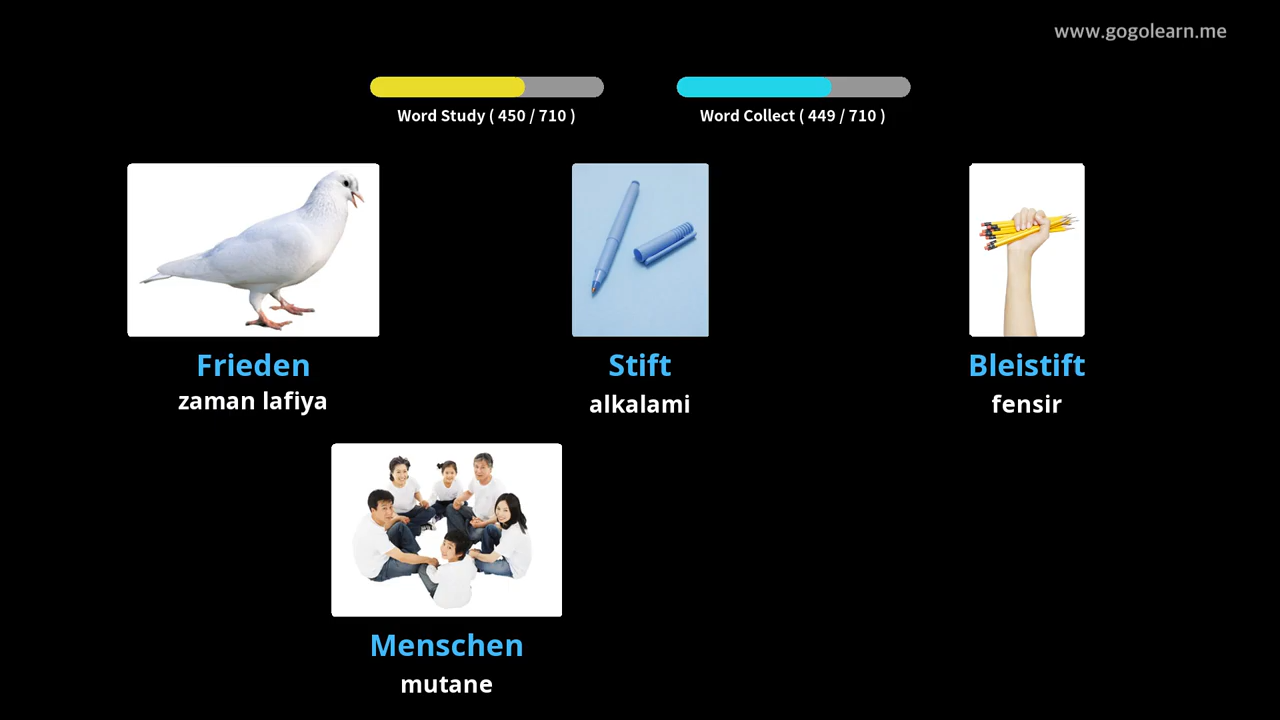 www.gogolearn.me
Word Study ( 450 / 710 )
Word Collect ( 449 / 710 )
Frieden
zaman lafiya
Stift
alkalami
Bleistift
fensir
Menschen
mutane